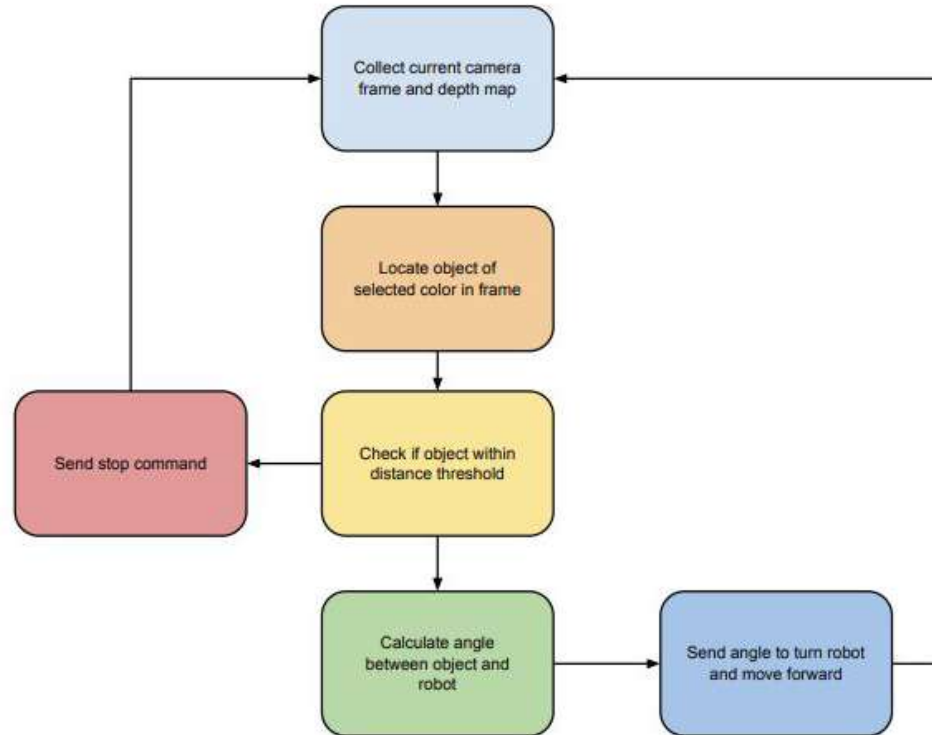 Collect current camera
frame and depth map
Locate object of
selected color in frame
Send stop command
Check if object within
distance threshold
Calculate angle
between object and
robot
Send angle to turn robot
and move forward